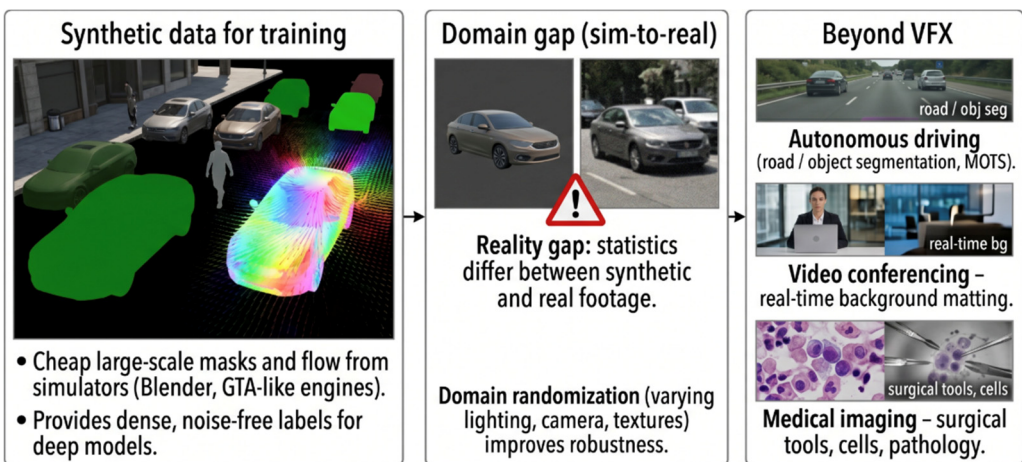 Synthetic data for training
• Cheap large-scale masks and flow from
simulators (Blender, GTA-like engines).
• Provides dense, noise-free labels for
deep models.
Domain gap (sim-to-real)
!
Reality gap: statistics
differ between synthetic
and real footage.
Domain randomization (varying
lighting, camera, textures)
improves robustness.
Beyond VFX
road / obj seg
Autonomous driving
(road / object segmentation, MOTS).
real-time bg
Video conferencing –
real-time background matting.
surgical tools, cells
Medical imaging – surgical
tools, cells, pathology.